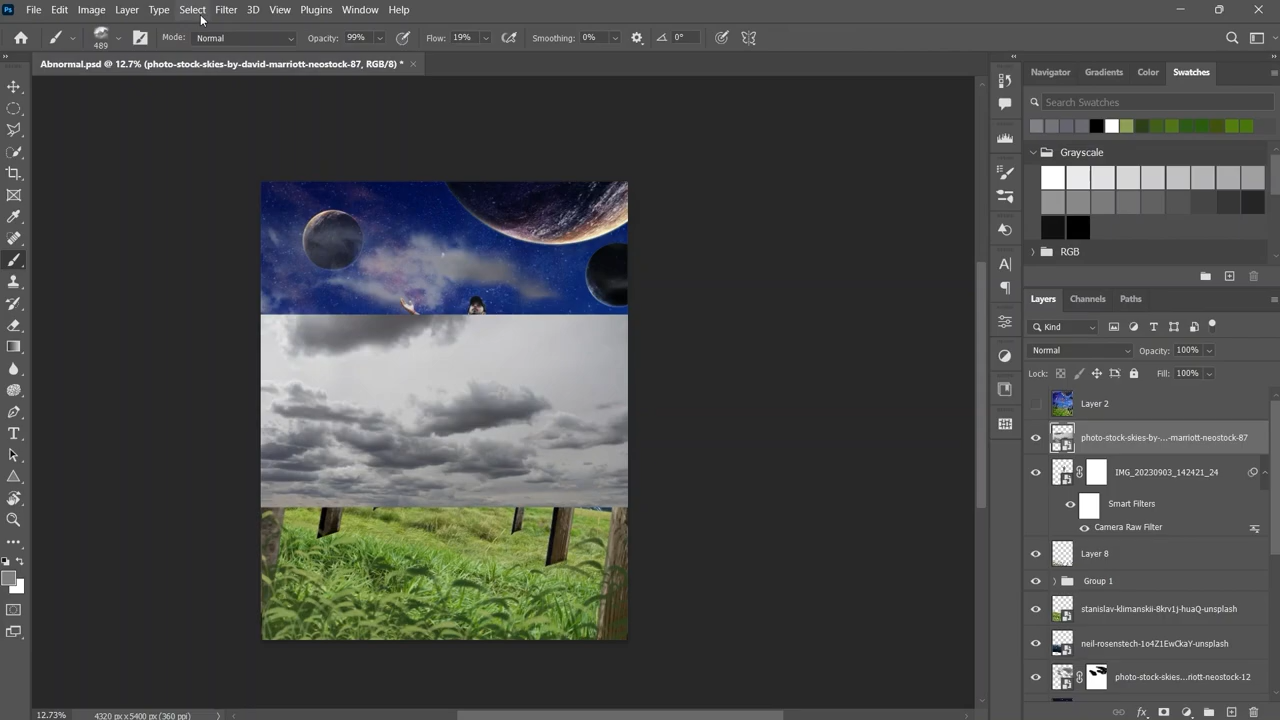 Ps File Edit Image Layer Type Select Filter 3D View Plugins Window Help
489 Mode: Normal Opacity: 99% Flow: 19% Smoothing: 0% 0°
Abnormal.psd @ 12.7% (photo-stock-skies-by-david-marriott-neostock-87, RGB/8) *
Navigator Gradients Color Swatches
Search Swatches
Grayscale
RGB
Layers Channels Paths
Kind
Normal Opacity: 100%
Lock: Fill: 100%
Layer 2
photo-stock-skies-by-...-marriott-neostock-87
IMG_20230903_142421_24
Smart Filters
Camera Raw Filter
Layer 8
Group 1
stanislav-klimanskii-8krv1j-huaQ-unsplash
neil-rosenstech-1o4Z1EwCkaY-unsplash
photo-stock-skies...riott-neostock-12
12.73% 4320 px x 5400 px (360 ppi)